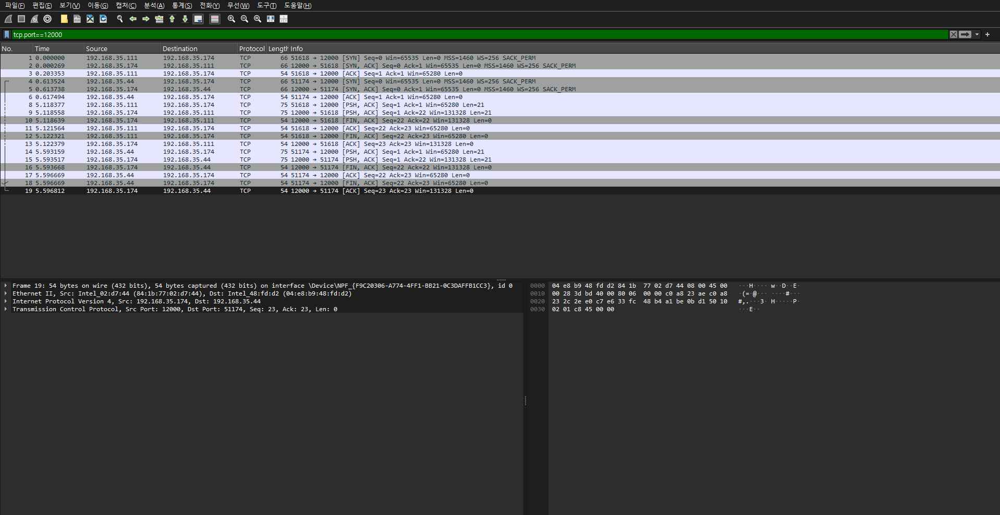 파일(F) 편집(E) 보기(V) 이동(G) 캡처(C) 분석(A) 통계(S) 전화(Y) 무선(W) 도구(T) 도움말(H)
tcp.port==12000
No. Time Source Destination Protocol Length Info
1 0.000000 192.168.35.111 192.168.35.174 TCP 66 51618 → 12000 [SYN] Seq=0 Win=65535 Len=0 MSS=1460 WS=256 SACK_PERM
2 0.000269 192.168.35.174 192.168.35.111 TCP 66 12000 → 51618 [SYN, ACK] Seq=0 Ack=1 Win=65535 Len=0 MSS=1460 WS=256 SACK_PERM
3 0.203353 192.168.35.111 192.168.35.174 TCP 54 51618 → 12000 [ACK] Seq=1 Ack=1 Win=65280 Len=0
4 0.613524 192.168.35.44 192.168.35.174 TCP 66 51174 → 12000 [SYN] Seq=0 Win=65535 Len=0 MSS=1460 WS=256 SACK_PERM
5 0.613738 192.168.35.174 192.168.35.44 TCP 66 12000 → 51174 [SYN, ACK] Seq=0 Ack=1 Win=65535 Len=0 MSS=1460 WS=256 SACK_PERM
6 0.617494 192.168.35.44 192.168.35.174 TCP 54 51174 → 12000 [ACK] Seq=1 Ack=1 Win=65280 Len=0
8 5.118377 192.168.35.111 192.168.35.174 TCP 75 51618 → 12000 [PSH, ACK] Seq=1 Ack=1 Win=65280 Len=21
9 5.118558 192.168.35.174 192.168.35.111 TCP 75 12000 → 51618 [PSH, ACK] Seq=1 Ack=22 Win=131328 Len=21
10 5.118639 192.168.35.174 192.168.35.111 TCP 54 12000 → 51618 [FIN, ACK] Seq=22 Ack=22 Win=131328 Len=0
11 5.121564 192.168.35.111 192.168.35.174 TCP 54 51618 → 12000 [ACK] Seq=22 Ack=23 Win=65280 Len=0
12 5.122321 192.168.35.111 192.168.35.174 TCP 54 51618 → 12000 [FIN, ACK] Seq=22 Ack=23 Win=65280 Len=0
13 5.122379 192.168.35.174 192.168.35.111 TCP 54 12000 → 51618 [ACK] Seq=23 Ack=23 Win=131328 Len=0
14 5.593159 192.168.35.44 192.168.35.174 TCP 75 51174 → 12000 [PSH, ACK] Seq=1 Ack=1 Win=65280 Len=21
15 5.593517 192.168.35.174 192.168.35.44 TCP 75 12000 → 51174 [PSH, ACK] Seq=1 Ack=22 Win=131328 Len=21
16 5.593668 192.168.35.174 192.168.35.44 TCP 54 12000 → 51174 [FIN, ACK] Seq=22 Ack=22 Win=131328 Len=0
17 5.596669 192.168.35.44 192.168.35.174 TCP 54 51174 → 12000 [ACK] Seq=22 Ack=23 Win=65280 Len=0
18 5.596669 192.168.35.44 192.168.35.174 TCP 54 51174 → 12000 [FIN, ACK] Seq=22 Ack=23 Win=65280 Len=0
19 5.596812 192.168.35.174 192.168.35.44 TCP 54 12000 → 51174 [ACK] Seq=23 Ack=23 Win=131328 Len=0
Frame 19: 54 bytes on wire (432 bits), 54 bytes captured (432 bits) on interface \Device\NPF_{F9C20306-A774-4FF1-BB21-0C3DAFFB1CC3}, id 0
Ethernet II, Src: Intel_02:d7:44 (84:1b:77:02:d7:44), Dst: Intel_48:fd:d2 (04:e8:b9:48:fd:d2)
Internet Protocol Version 4, Src: 192.168.35.174, Dst: 192.168.35.44
Transmission Control Protocol, Src Port: 12000, Dst Port: 51174, Seq: 23, Ack: 23, Len: 0
0000 04 e8 b9 48 fd d2 84 1b 77 02 d7 44 08 00 45 00 ···H···· w··D··E·
0010 00 28 3d bd 40 00 80 06 00 00 c0 a8 23 ae c0 a8 ·(=·@··· ····#···
0020 23 2c 2e e0 c7 e6 33 fc 48 b4 a1 be 0b d1 50 10 #,.···3· H·····P·
0030 02 01 c8 45 00 00 ···E··